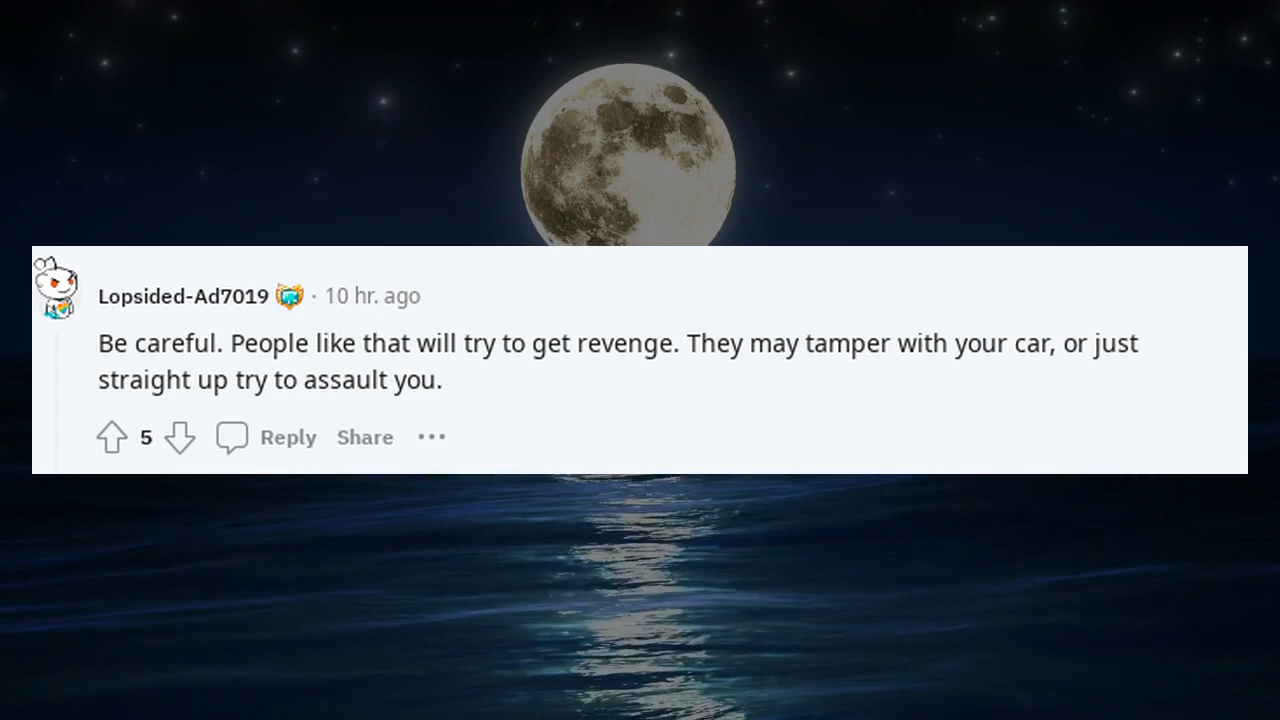 Lopsided-Ad7019 · 10 hr. ago
Be careful. People like that will try to get revenge. They may tamper with your car, or just
straight up try to assault you.
5 Reply Share ···